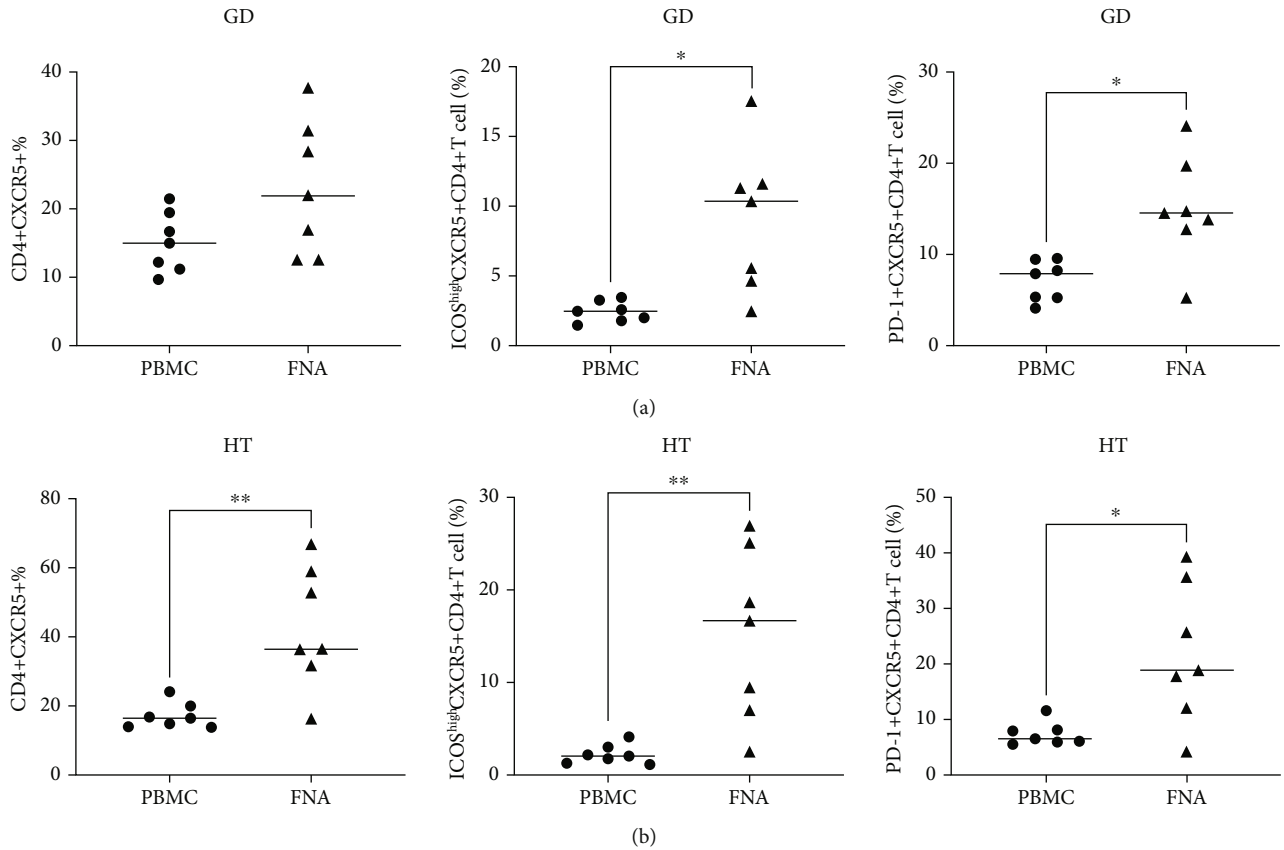 GD
CD4+CXCR5+%
40
30
20
10
0
PBMC
FNA
GD
ICOShighCXCR5+CD4+T cell (%)
20
15
10
5
0
*
PBMC
FNA
GD
PD-1+CXCR5+CD4+T cell (%)
30
20
10
0
*
PBMC
FNA
(a)
HT
CD4+CXCR5+%
80
60
40
20
0
**
PBMC
FNA
HT
ICOShighCXCR5+CD4+T cell (%)
30
20
10
0
**
PBMC
FNA
HT
PD-1+CXCR5+CD4+T cell (%)
50
40
30
20
10
0
*
PBMC
FNA
(b)